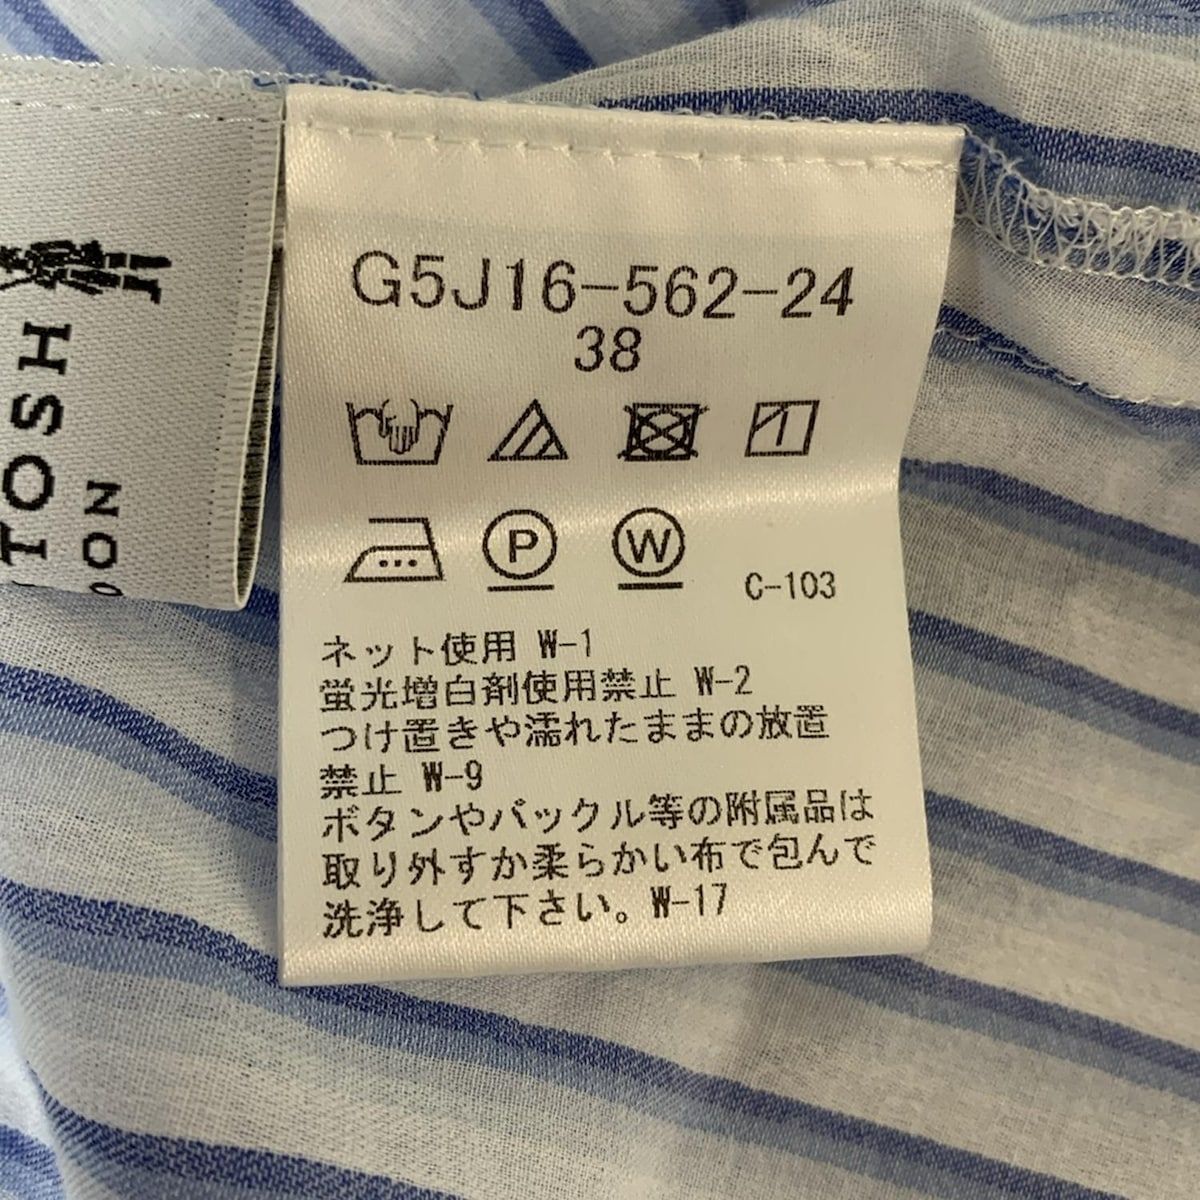 TOSH
G5J16-562-24
38
P W
C-103
ネット使用 W-1
蛍光増白剤使用禁止 W-2
つけ置きや濡れたままの放置
禁止 W-9
ボタンやバックル等の附属品は
取り外すか柔らかい布で包んで
洗浄して下さい。W-17